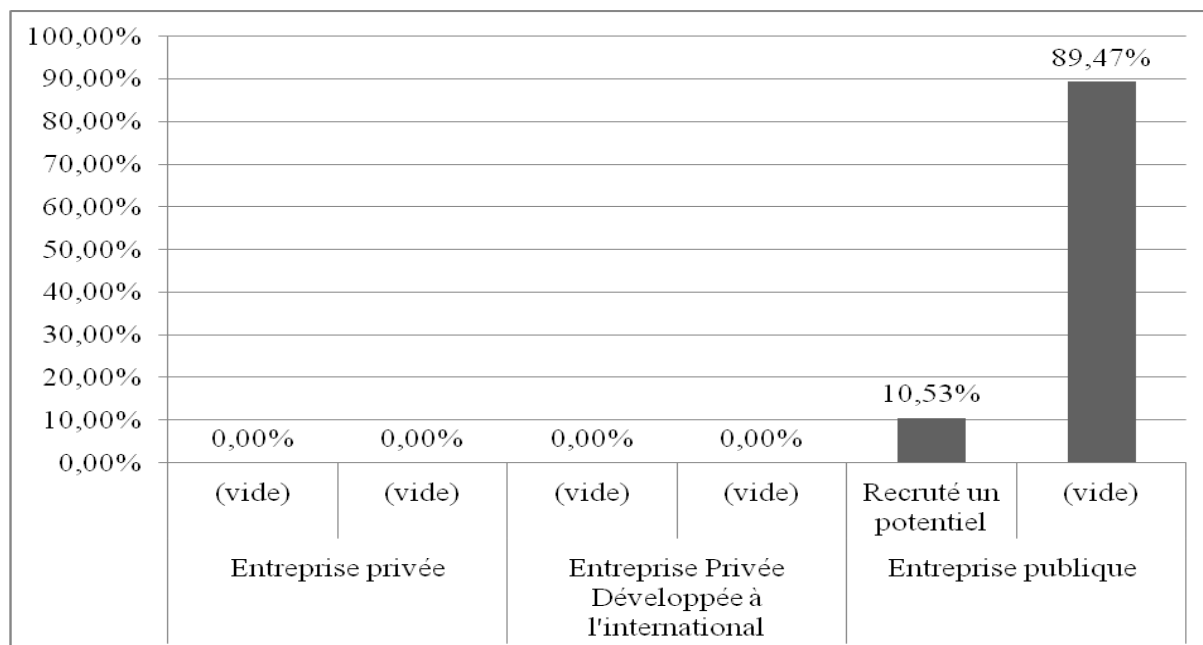 100,00%
90,00%
80,00%
70,00%
60,00%
50,00%
40,00%
30,00%
20,00%
10,00%
0,00%
89,47%
10,53%
0,00%
0,00%
0,00%
0,00%
(vide)
(vide)
(vide)
(vide)
Recruté un
potentiel
(vide)
Entreprise privée
Entreprise Privée
Développée à
l'international
Entreprise publique